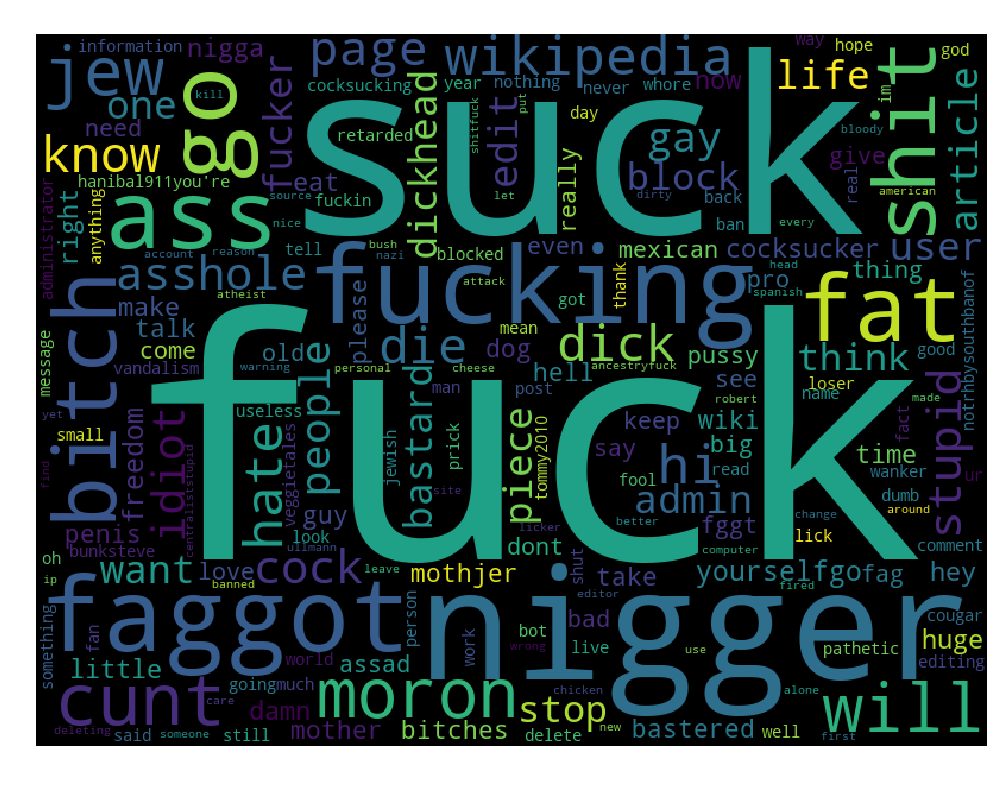 information
nigga
page
wikipedia
way
hope
god
jew
one
need
know
go
kill
fucker
cocksucking
year
nothing
never
whore
now
life
im
suck
retarded
dickhead
shitfuck
edit
put
day
gay
block
bloody
give
shit
article
hanibal911you're
right
anything
administrator
ass
source
eat
fuckin
nice
let
really
dirty
back
ban
every
real
american
account
reason
tell
bush
nazi
blocked
even
mexican
cocksucker
user
asshole
atheist
make
talk
come
vandalism
message
bitch
fucking
please
attack
got
thank
pro
head
spanish
thing
fat
old
warning
personal
die
cheese
mean
dog
dick
ancestryfuck
hell
pussy
see
think
good
loser
name
made
notrhbysouthbanof
yet
small
freedom
idiot
useless
people
hate
veggietales
jewish
man
bastard
prick
post
piece
tommy2010
keep
wiki
robert
fact
stupid
time
find
centraliststupid
fuck
guy
look
ullmann
site
licker
say
hi
big
read
fool
admin
better
wanker
dumb
change
around
ur
penis
bunksteve
oh
ip
want
love
banned
cock
leave
mothjer
dont
shut
editor
take
fggt
computer
yourselfgo
fired
fag
lick
comment
hey
something
fan
faggot
person
work
nigger
bot
wrong
bad
live
use
pathetic
cougar
huge
editing
little
world
assad
cunt
going
much
care
moron
stop
chicken
alone
will
deleting
said
someone
still
damn
mother
bitches
delete
new
bastered
well
first